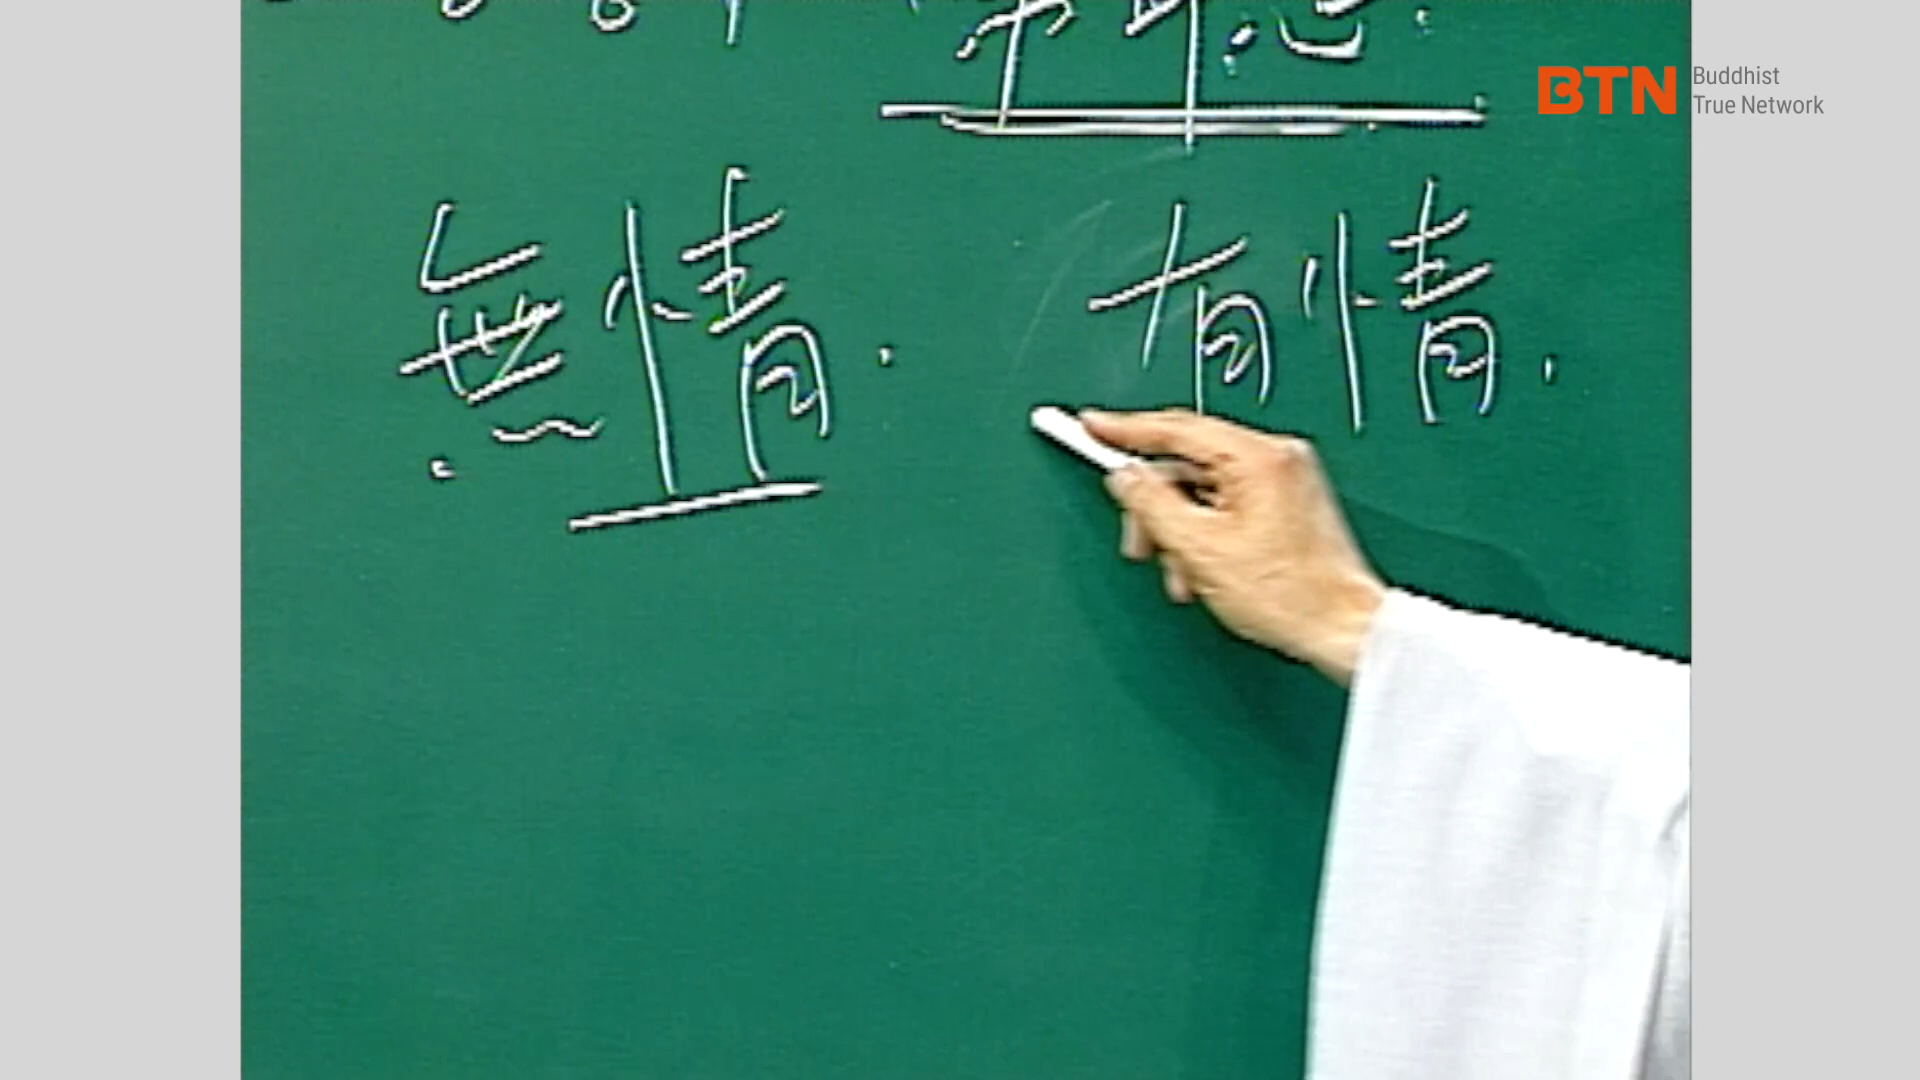 BTN Buddhist
True Network
無情. 有情.